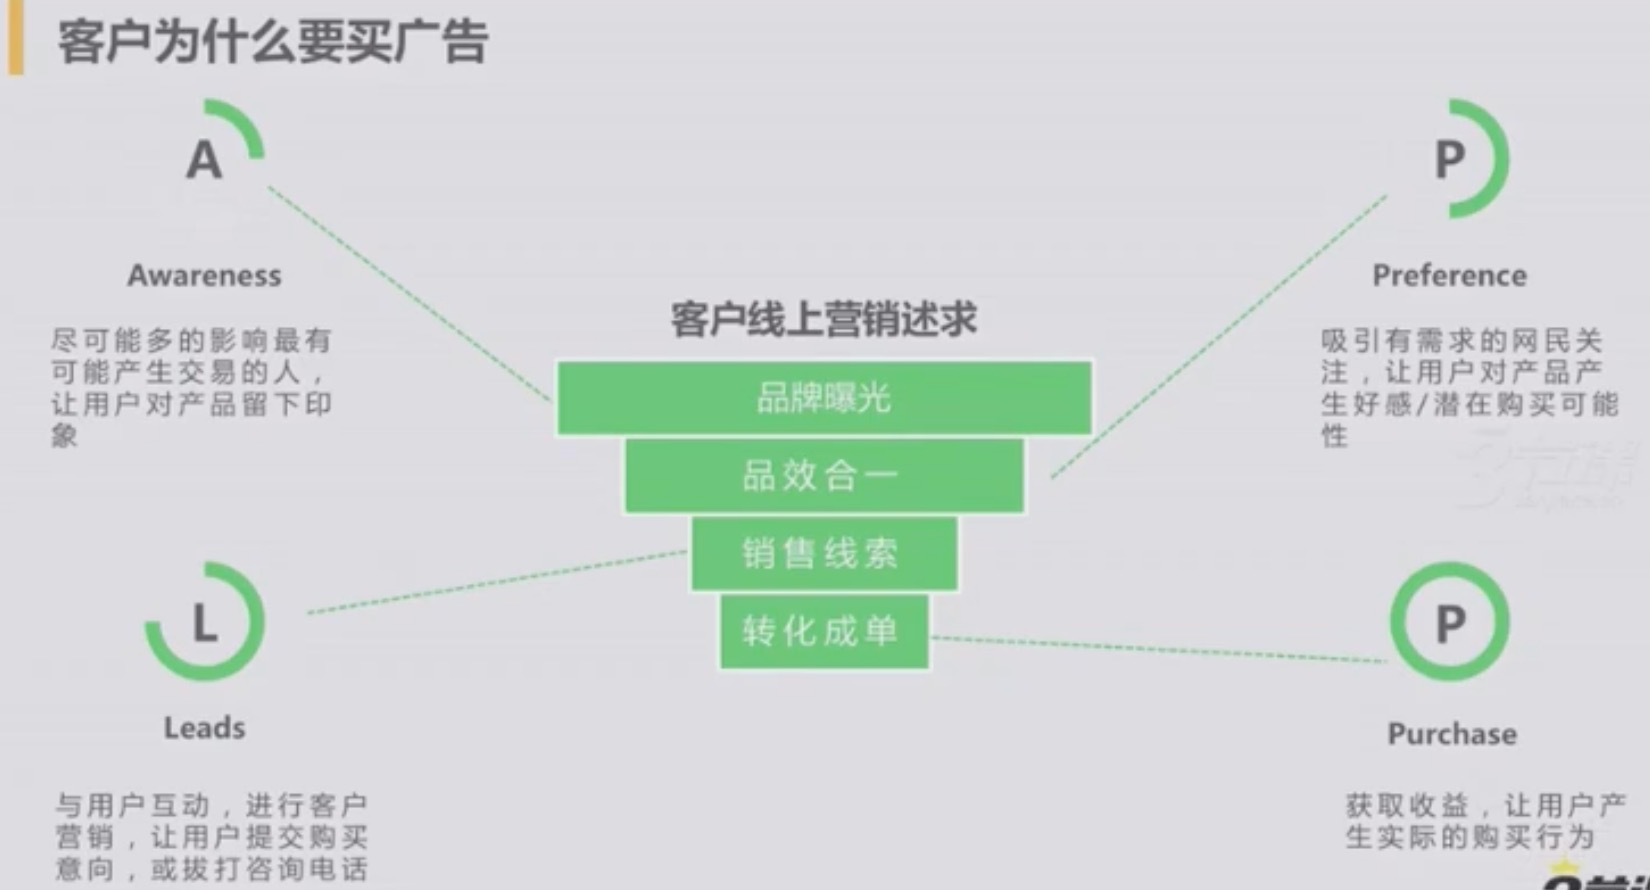 客户为什么要买广告
A
Awareness
尽可能多的影响最有
可能产生交易的人，
让用户对产品留下印
象
P
Preference
吸引有需求的网民关
注，让用户对产品产
生好感/潜在购买可能
性
客户线上营销述求
品牌曝光
品效合一
销售线索
转化成单
L
Leads
与用户互动，进行客户
营销，让用户提交购买
意向，或拔打咨询电话
P
Purchase
获取收益，让用户产
生实际的购买行为